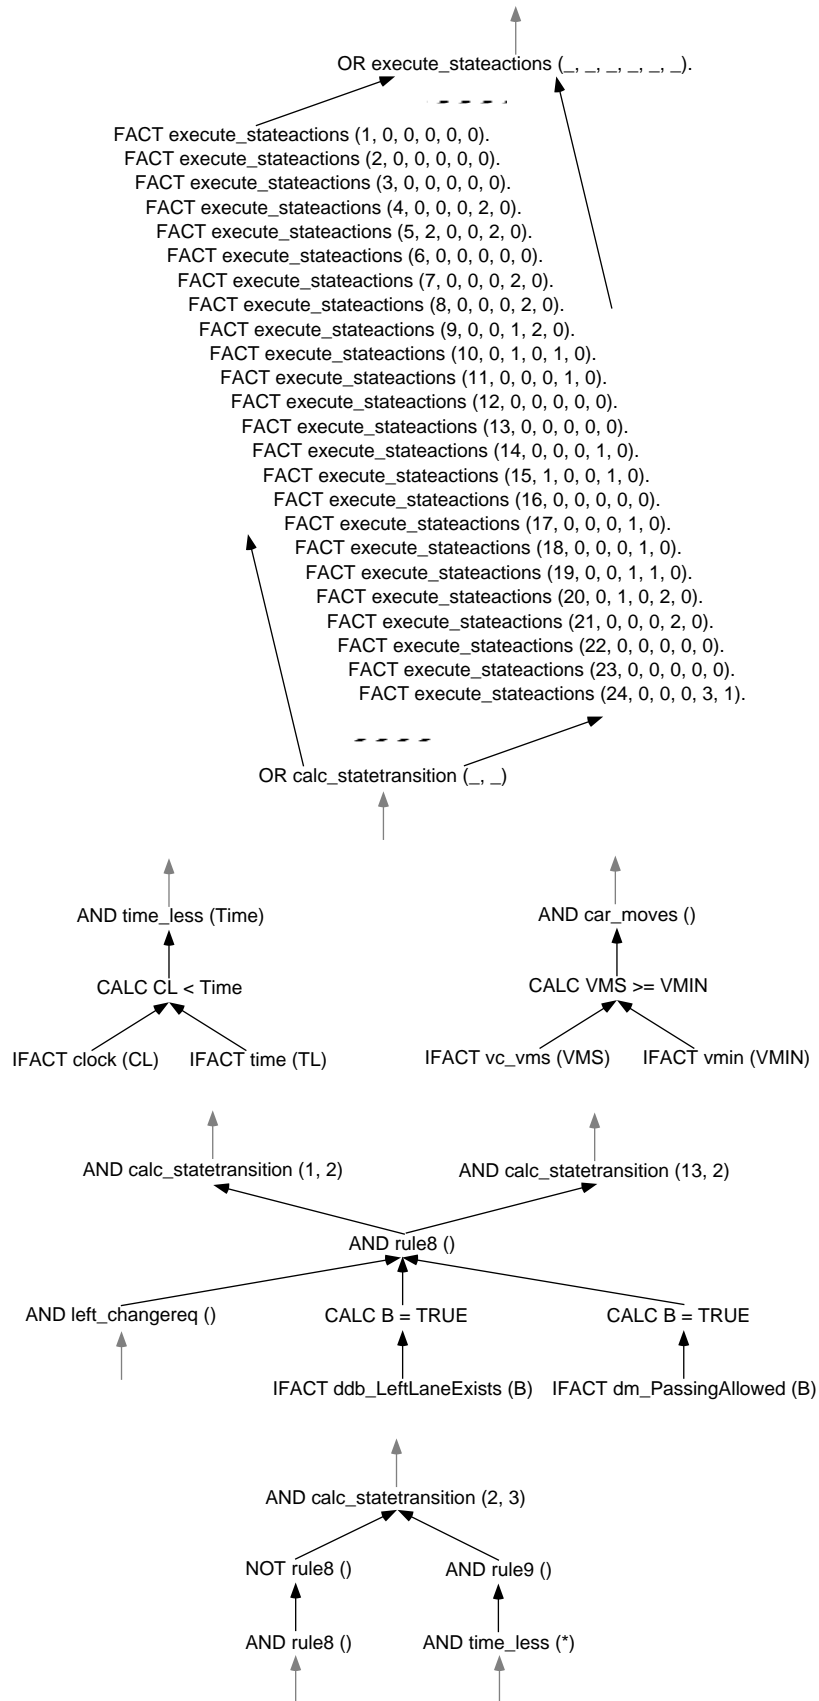 OR execute_stateactions (_, _, _, _, _, _).
FACT execute_stateactions (1, 0, 0, 0, 0, 0).
FACT execute_stateactions (2, 0, 0, 0, 0, 0).
FACT execute_stateactions (3, 0, 0, 0, 0, 0).
FACT execute_stateactions (4, 0, 0, 0, 2, 0).
FACT execute_stateactions (5, 2, 0, 0, 2, 0).
FACT execute_stateactions (6, 0, 0, 0, 0, 0).
FACT execute_stateactions (7, 0, 0, 0, 2, 0).
FACT execute_stateactions (8, 0, 0, 0, 2, 0).
FACT execute_stateactions (9, 0, 0, 1, 2, 0).
FACT execute_stateactions (10, 0, 1, 0, 1, 0).
FACT execute_stateactions (11, 0, 0, 0, 1, 0).
FACT execute_stateactions (12, 0, 0, 0, 0, 0).
FACT execute_stateactions (13, 0, 0, 0, 0, 0).
FACT execute_stateactions (14, 0, 0, 0, 1, 0).
FACT execute_stateactions (15, 1, 0, 0, 1, 0).
FACT execute_stateactions (16, 0, 0, 0, 0, 0).
FACT execute_stateactions (17, 0, 0, 0, 1, 0).
FACT execute_stateactions (18, 0, 0, 0, 1, 0).
FACT execute_stateactions (19, 0, 0, 1, 1, 0).
FACT execute_stateactions (20, 0, 1, 0, 2, 0).
FACT execute_stateactions (21, 0, 0, 0, 2, 0).
FACT execute_stateactions (22, 0, 0, 0, 0, 0).
FACT execute_stateactions (23, 0, 0, 0, 0, 0).
FACT execute_stateactions (24, 0, 0, 0, 3, 1).
OR calc_statetransition (_, _)
AND time_less (Time)
AND car_moves ()
CALC CL < Time
CALC VMS >= VMIN
IFACT clock (CL)
IFACT time (TL)
IFACT vc_vms (VMS)
IFACT vmin (VMIN)
AND calc_statetransition (1, 2)
AND calc_statetransition (13, 2)
AND rule8 ()
AND left_changereq ()
CALC B = TRUE
CALC B = TRUE
IFACT ddb_LeftLaneExists (B)
IFACT dm_PassingAllowed (B)
AND calc_statetransition (2, 3)
NOT rule8 ()
AND rule9 ()
AND rule8 ()
AND time_less (*)